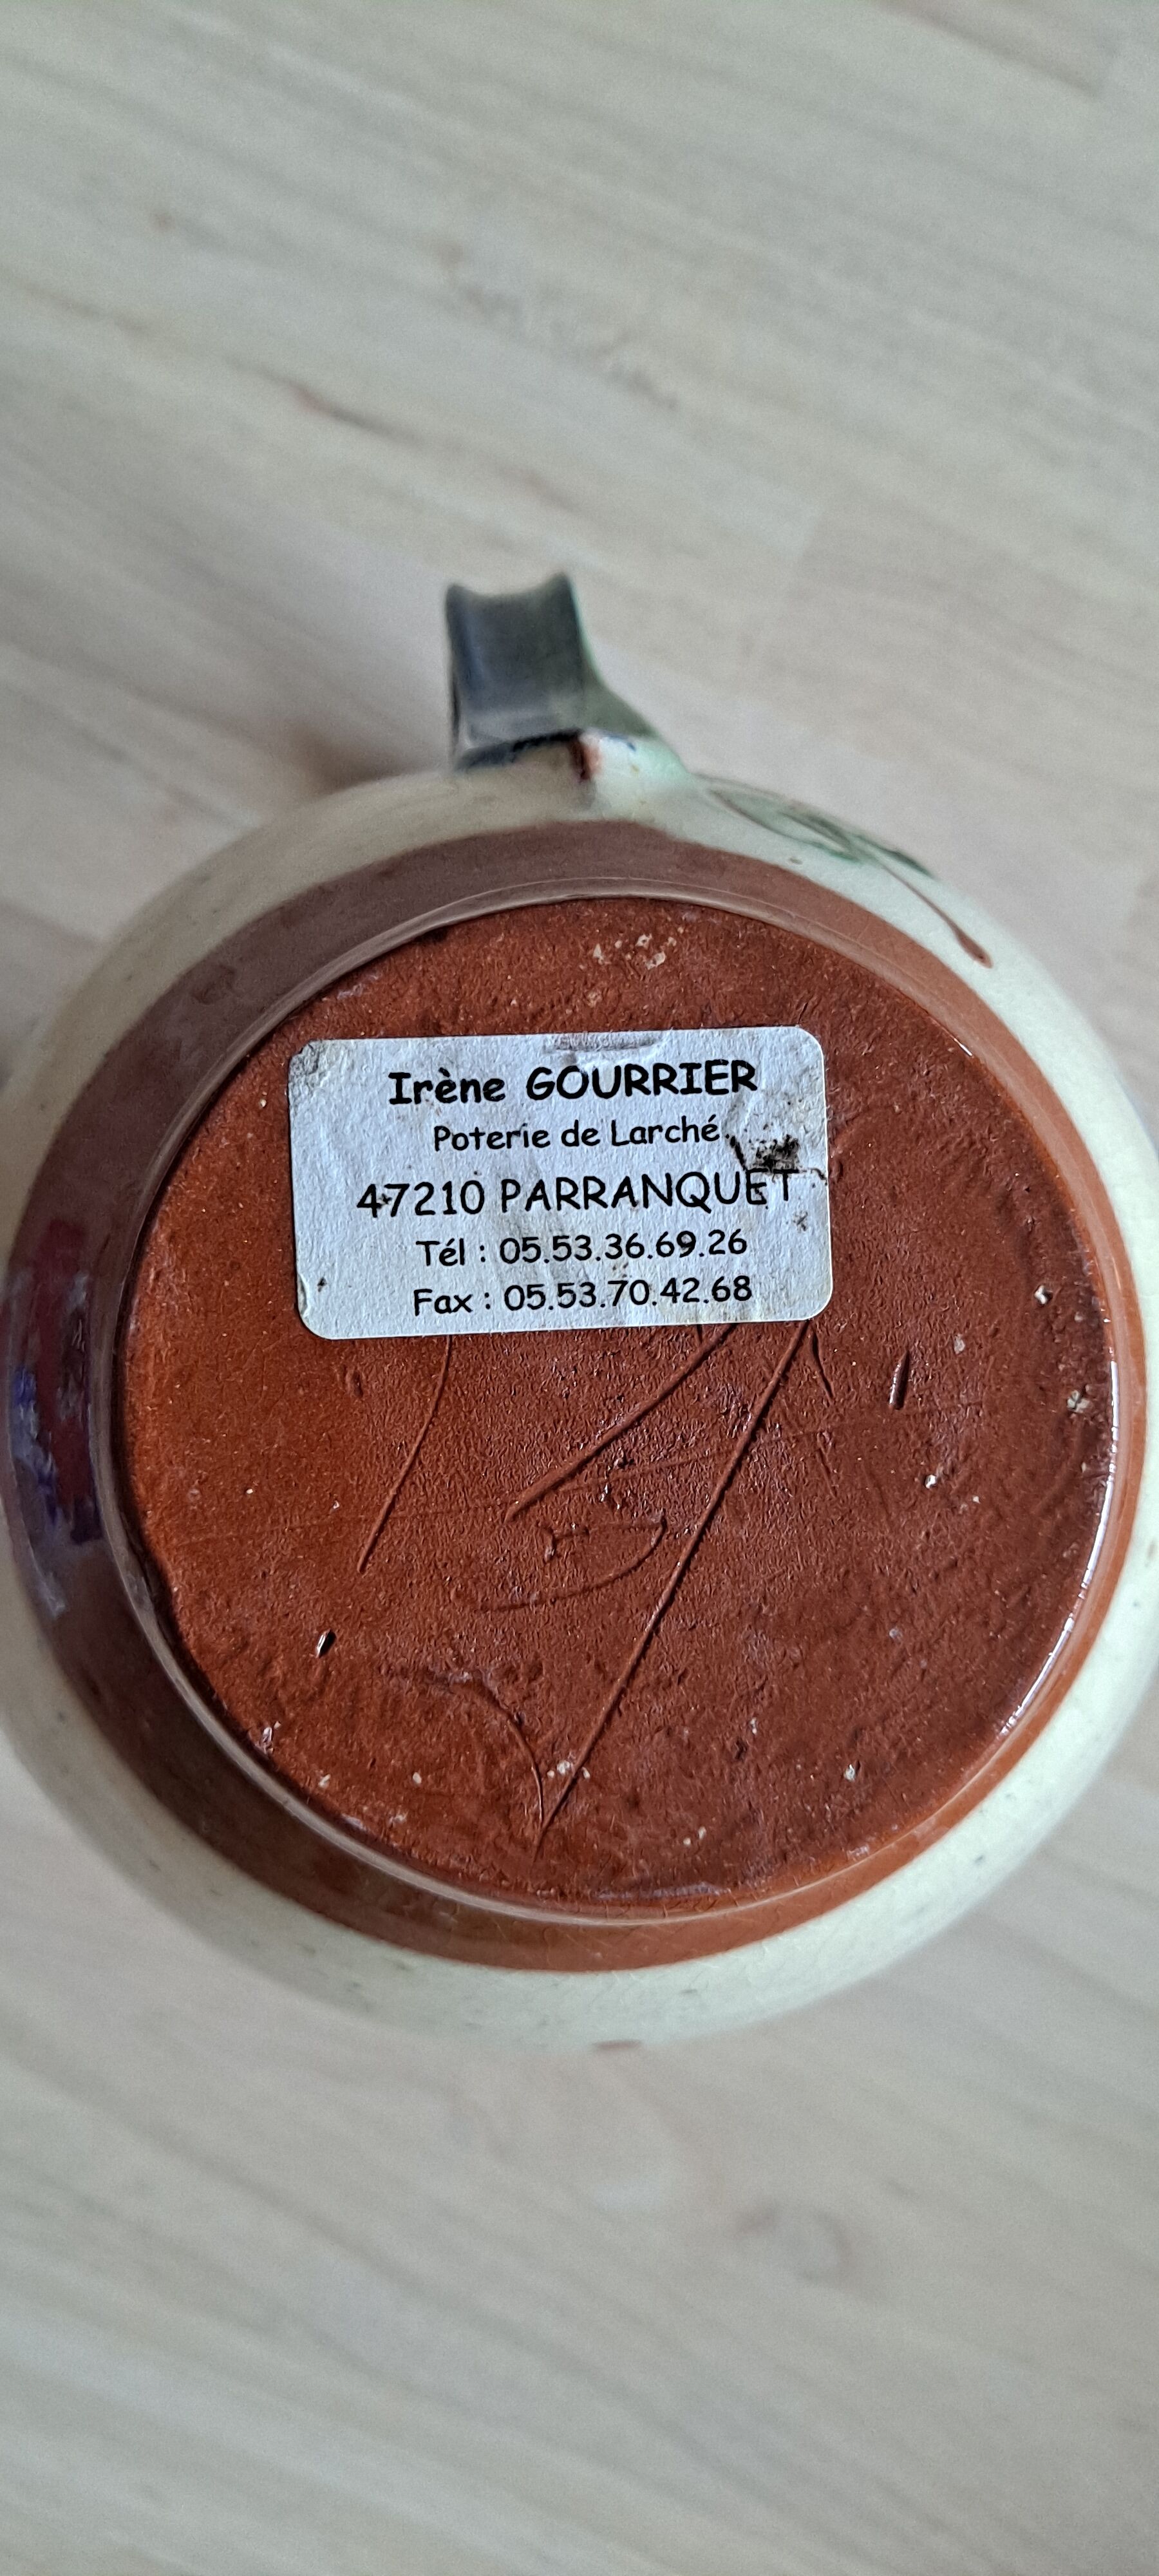 Irène GOURRIER
Poterie de Larché
47210 PARRANQUET
Tél : 05.53.36.69.26
Fax : 05.53.70.42.68